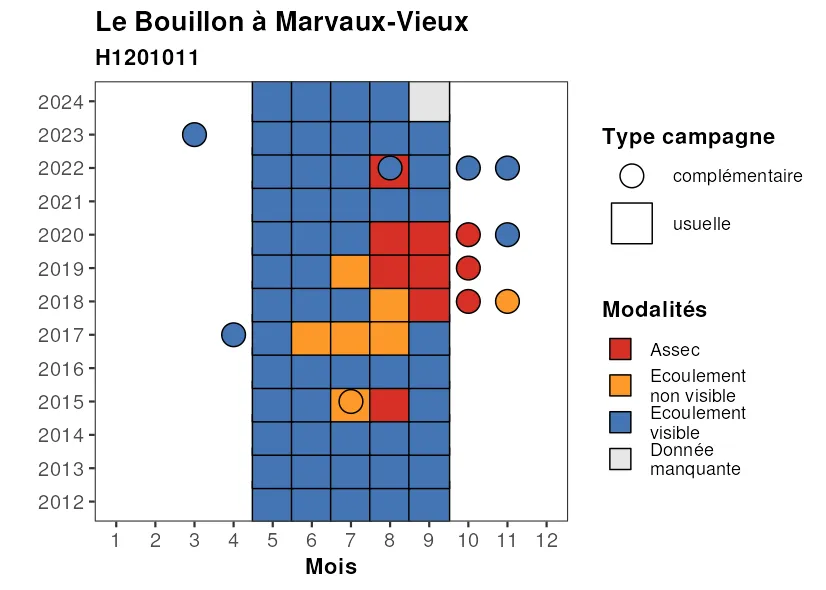 Le Bouillon à Marvaux-Vieux
H1201011
2024
2023
2022
2021
2020
2019
2018
2017
2016
2015
2014
2013
2012
1 2 3 4 5 6 7 8 9 10 11 12
Mois
Type campagne
complémentaire
usuelle
Modalités
Assec
Ecoulement
non visible
Ecoulement
visible
Donnée
manquante